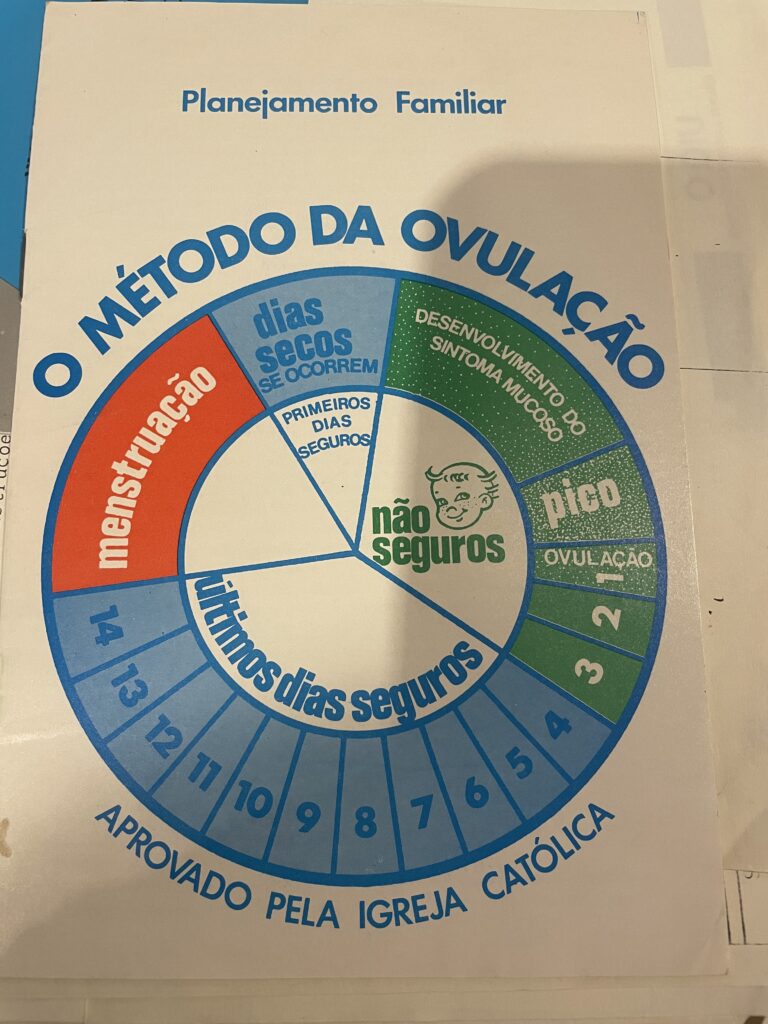 Planejamento Familiar
O MÉTODO DA OVULAÇÃO
menstruação
dias
secos
SE OCORREM
DESENVOLVIMENTO DO
SINTOMA MUCOSO
pico
OVULAÇÃO
1
2
3
4
5
6
7
8
9
10
11
12
13
14
PRIMEIROS
DIAS
SEGUROS
não
seguros
últimos dias seguros
APROVADO PELA IGREJA CATÓLICA